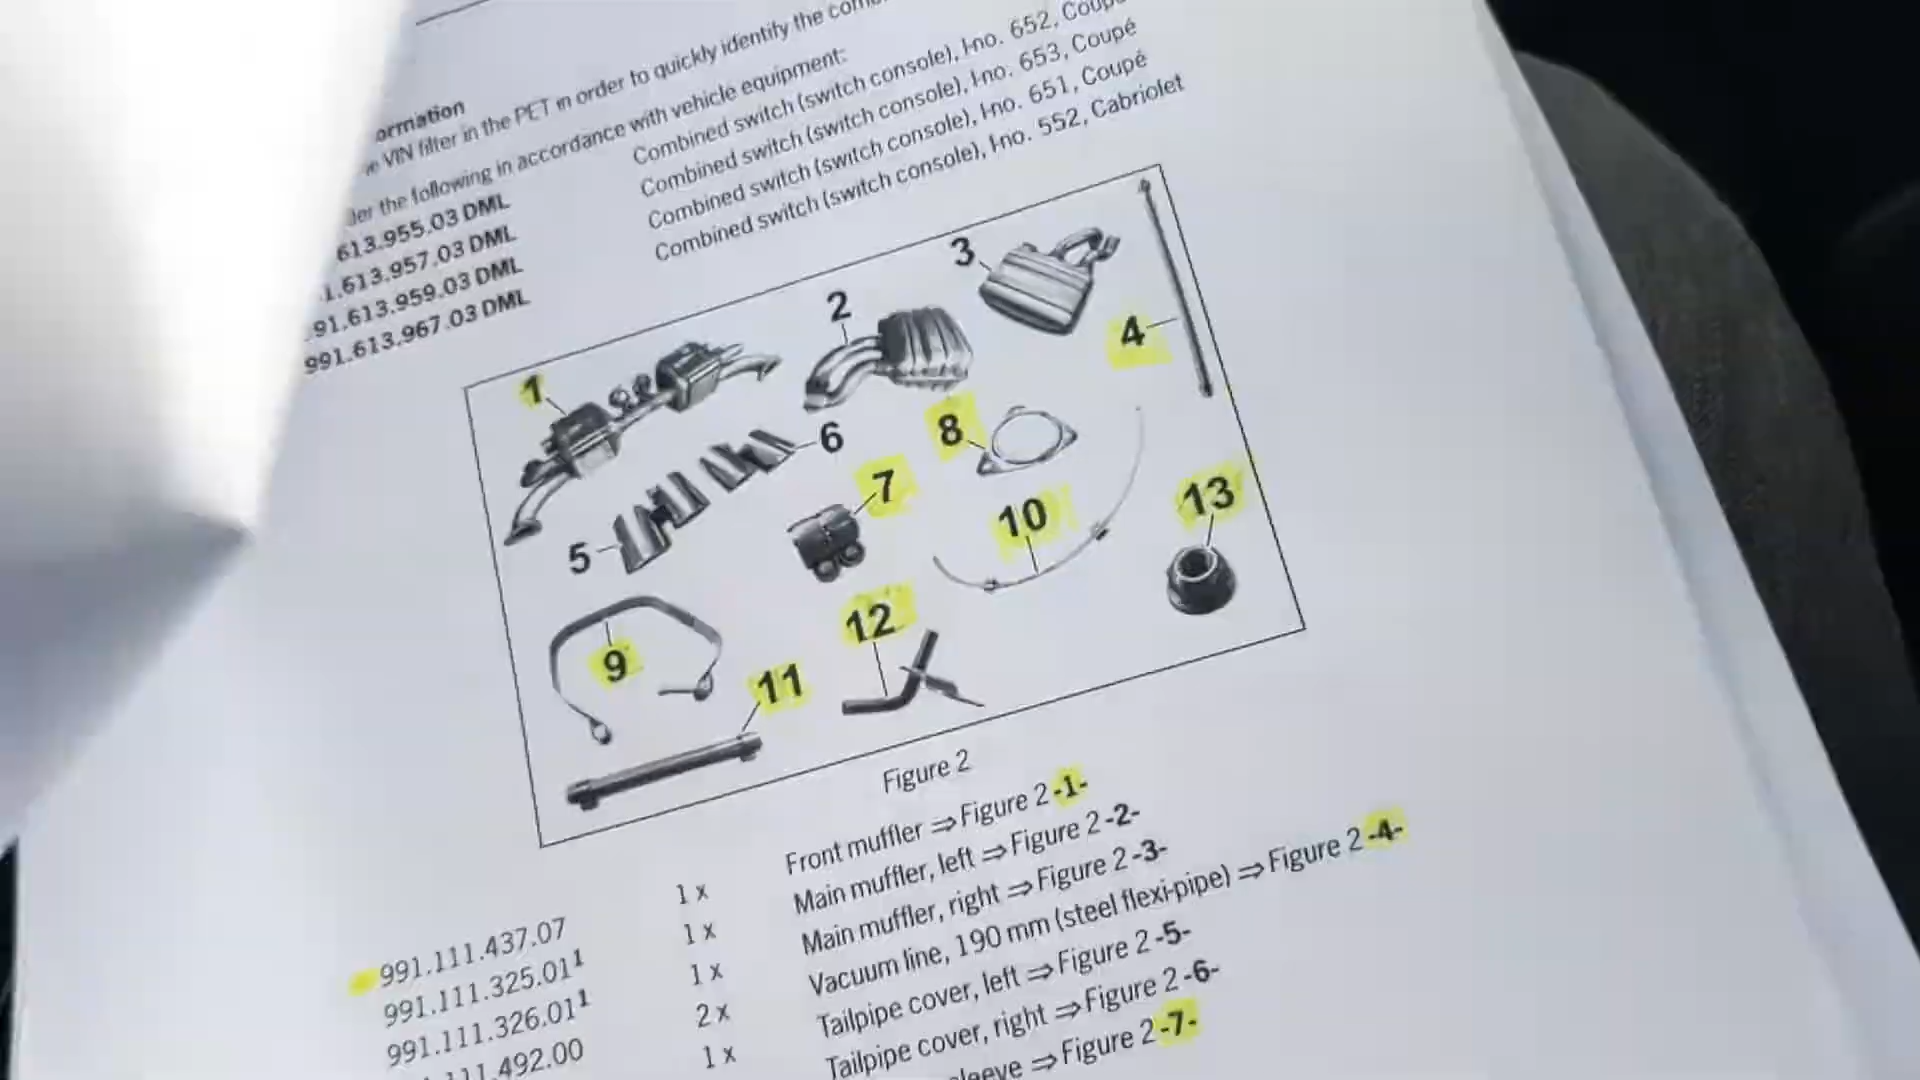 ormation
VIN filter in the PET in order to quickly identify the
the following in accordance with vehicle equipment:
613.955.03 DML Combined switch (switch console), I-no. 652, Coupé
1.613.957.03 DML Combined switch (switch console), I-no. 653, Coupé
91.613.959.03 DML Combined switch (switch console), I-no. 651, Coupé
991.613.967.03 DML Combined switch (switch console), I-no. 552, Cabriolet
1
2
3
4
5
6
7
8
9
10
11
12
13
Figure 2
991.111.437.07 1 x Front muffler ⇒ Figure 2 -1-
991.111.325.01¹ 1 x Main muffler, left ⇒ Figure 2 -2-
991.111.326.01¹ 1 x Main muffler, right ⇒ Figure 2 -3-
111.492.00 2 x Vacuum line, 190 mm (steel flexi-pipe) ⇒ Figure 2 -4-
1 x Tailpipe cover, left ⇒ Figure 2 -5-
Tailpipe cover, right ⇒ Figure 2 -6-
sleeve ⇒ Figure 2 -7-